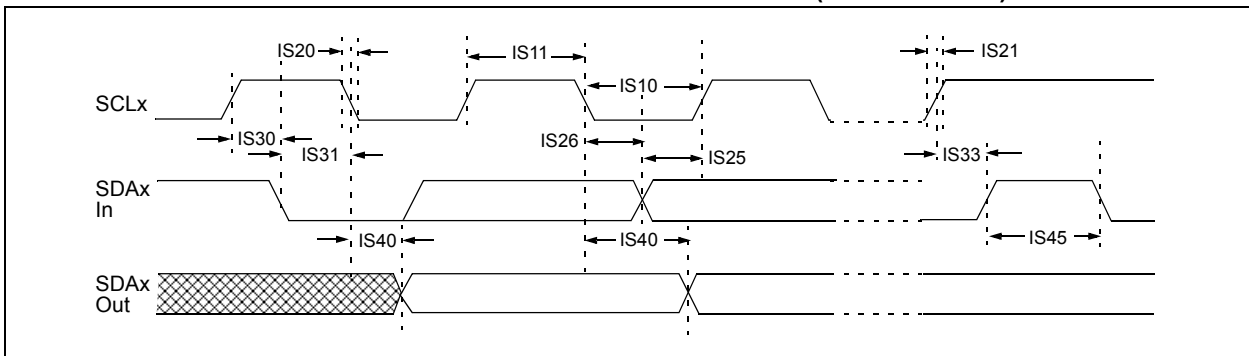 IS20
IS11
IS21
IS10
SCLx
IS30
IS31
IS26
IS25
IS33
SDAx
In
IS40
IS40
IS45
SDAx
Out